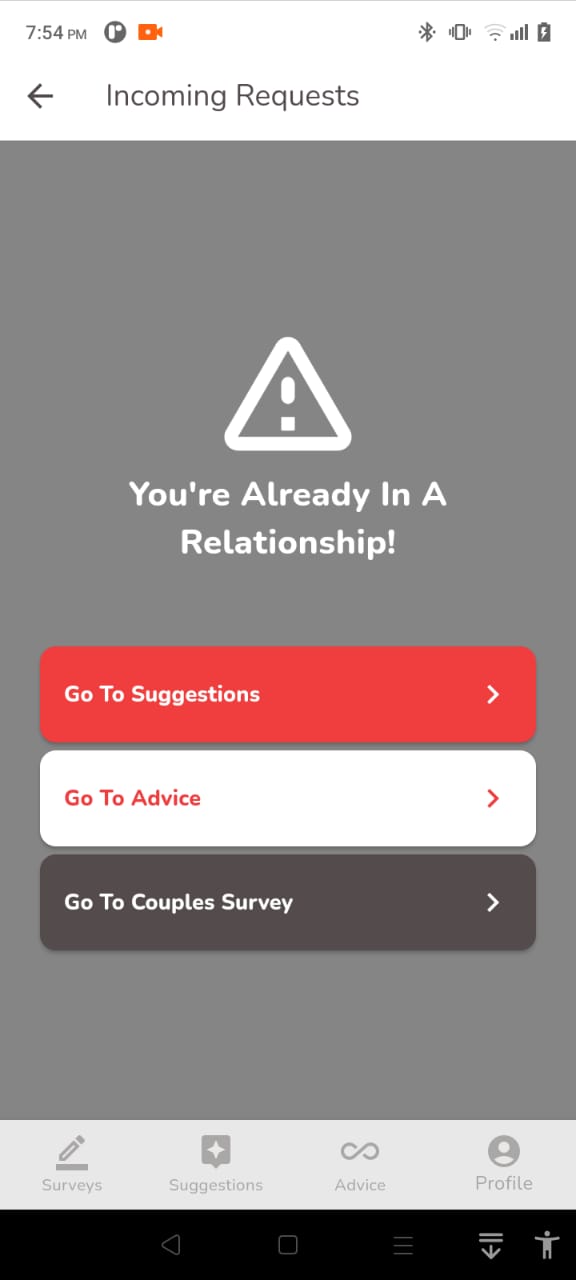 7:54 PM
Incoming Requests
You're Already In A
Relationship!
Go To Suggestions
Go To Advice
Go To Couples Survey
Surveys
Suggestions
Advice
Profile